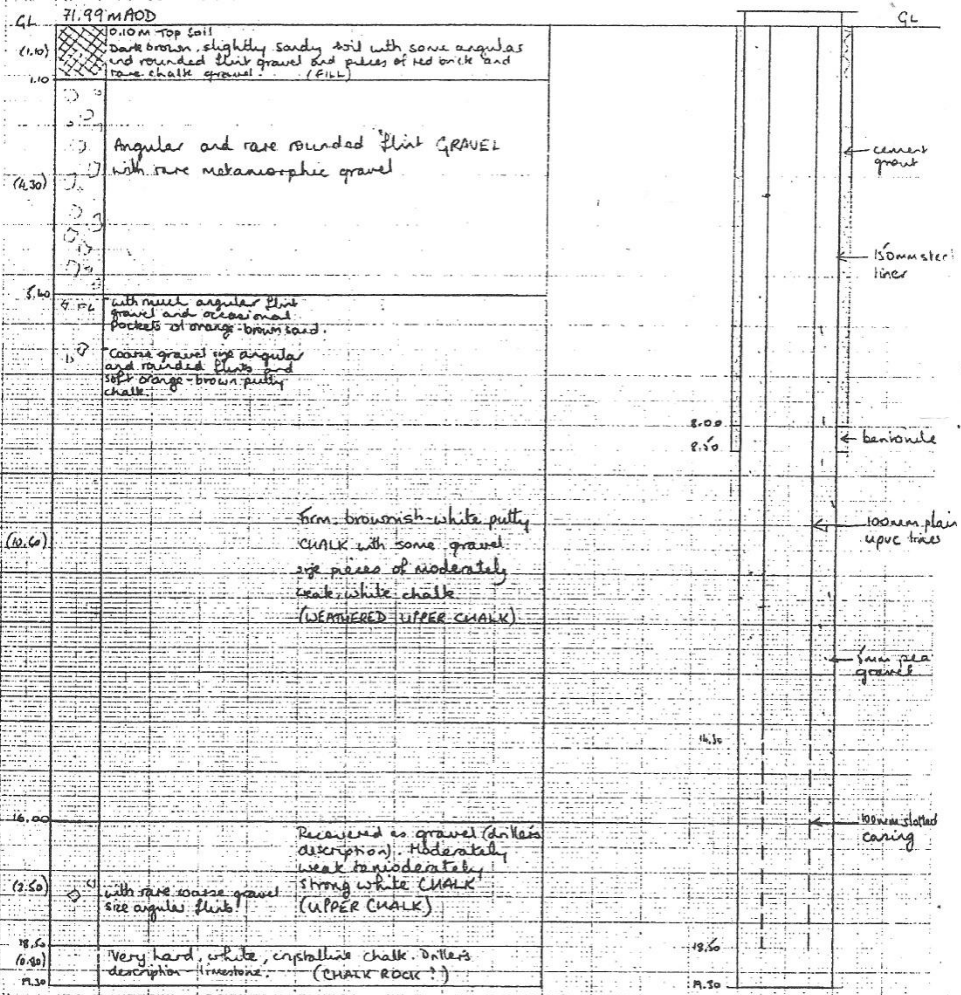 GL 71.99 mAOD GL
0.10m Top Soil
(1.10) Dark brown, slightly sandy soil with some angular
and rounded flint gravel and pieces of red brick and
rare chalk gravel. (FILL)
1.10
Angular and rare rounded flint GRAVEL
with rare metamorphic gravel
(4.30)
cement
grout
150mm steel
liner
5.40
with much angular flint
gravel and occasional
Pockets of orange-brown sand.
Coarse gravel size angular
and rounded flints and
soft orange-brown putty
chalk.
8.00
8.50
bentonite
Firm brownish-white putty
CHALK with some gravel
size pieces of moderately
weak white chalk
(WEATHERED UPPER CHALK)
(10.60)
100mm plain
upvc
5mm pea
gravel
14.50
16.00
Recovered as gravel (drillers
description). Moderately
weak to moderately
strong white CHALK
(UPPER CHALK)
100mm slotted
casing
(2.50)
with rare coarse gravel
size angular flints
18.50
18.50
(0.80)
Very hard, white, crystalline chalk. Driller's
description - limestone. (CHALK ROCK?)
19.30
19.30